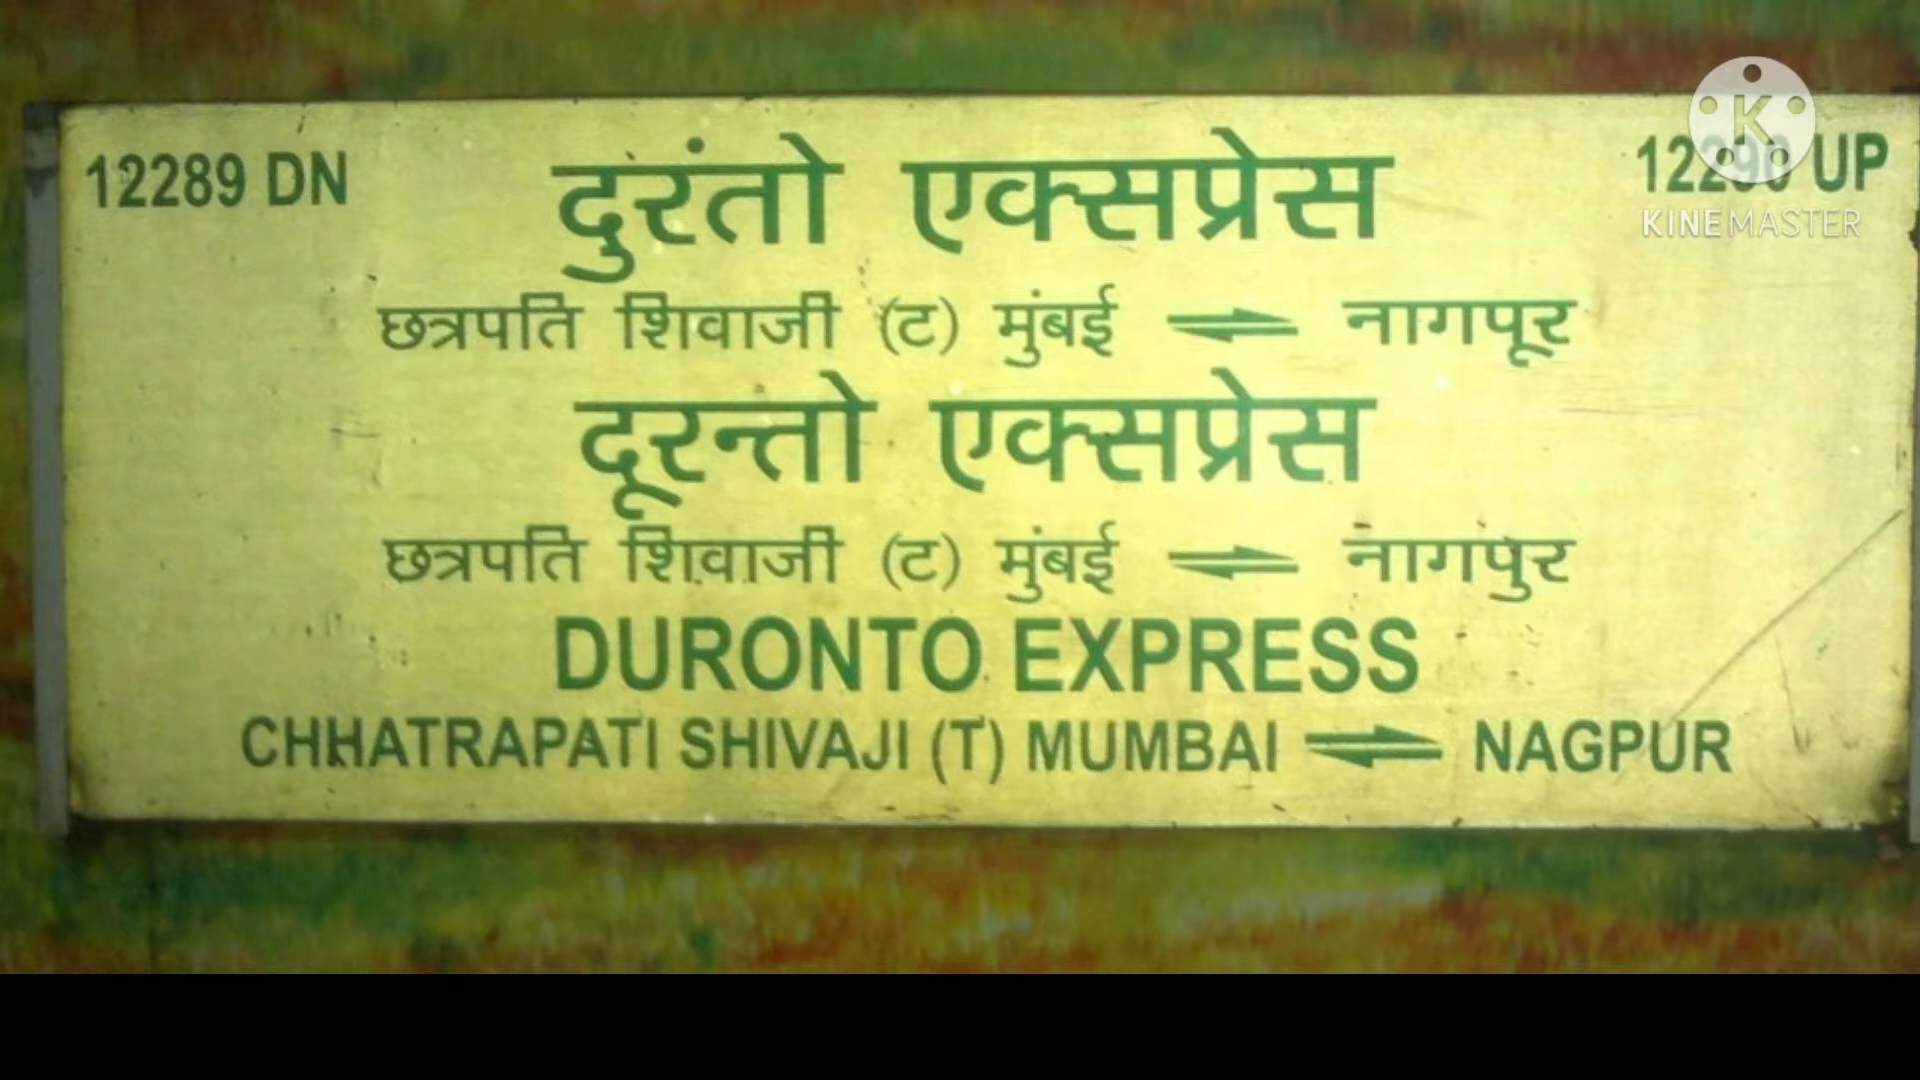 12289 DN दुरंतो एक्सप्रेस 12290 UP
KINEMASTER
छत्रपति शिवाजी (ट) मुंबई ⇌ नागपूर
दूरन्तो एक्सप्रेस
छत्रपति शिवाजी (ट) मुंबई ⇌ नागपुर
DURONTO EXPRESS
CHHATRAPATI SHIVAJI (T) MUMBAI ⇌ NAGPUR